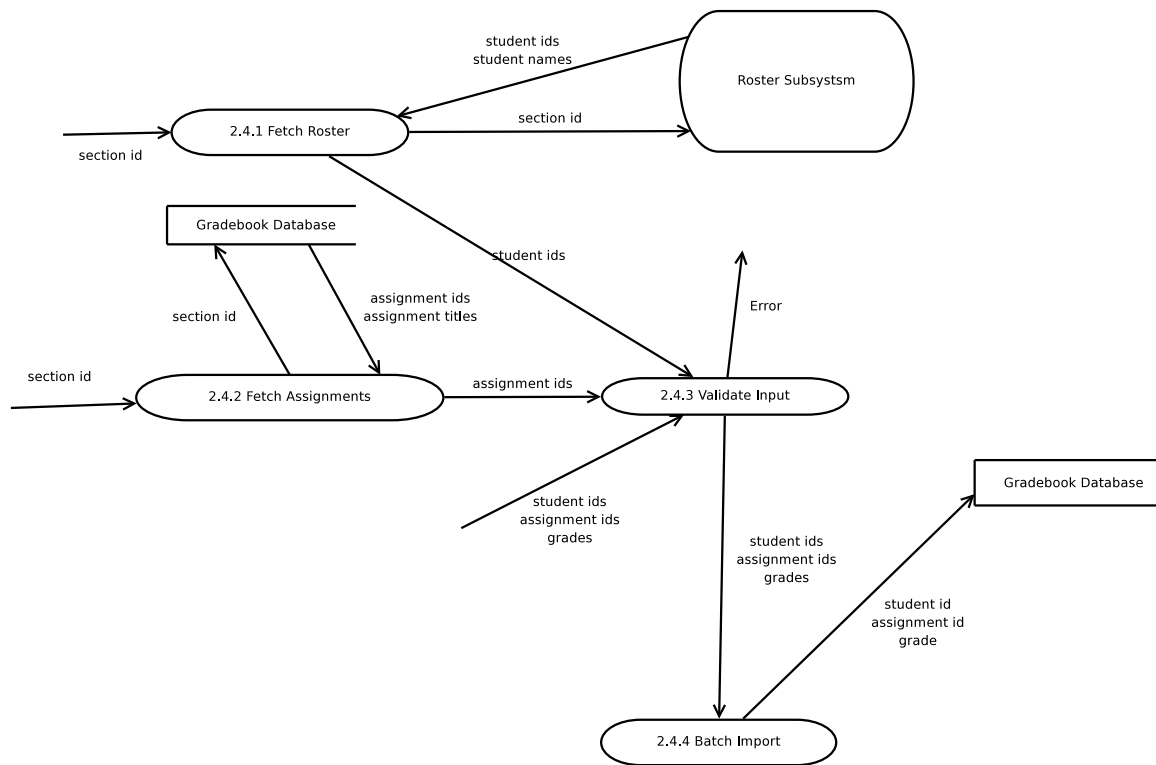 student ids
student names
Roster Subsystsm
2.4.1 Fetch Roster
section id
section id
Gradebook Database
student ids
assignment ids
assignment titles
section id
Error
section id
2.4.2 Fetch Assignments
assignment ids
2.4.3 Validate Input
student ids
assignment ids
grades
Gradebook Database
student ids
assignment ids
grades
student id
assignment id
grade
2.4.4 Batch Import